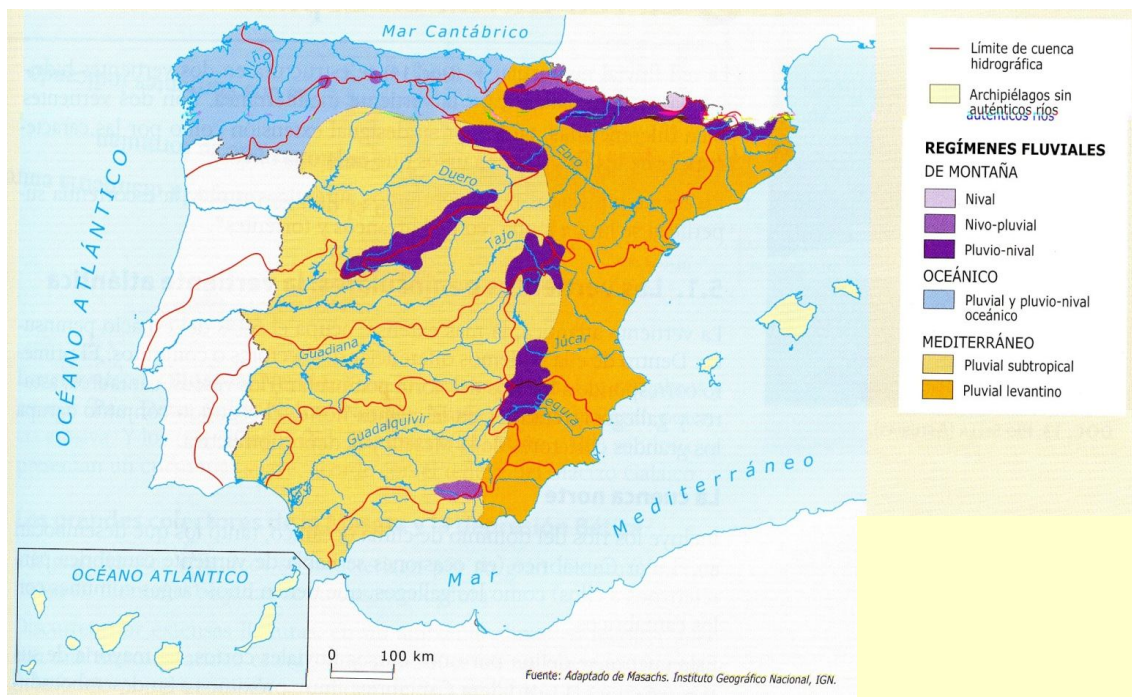 Mar Cantábrico
Miño
OCÉANO ATLÁNTICO
Ebro
Duero
Tajo
Júcar
Guadiana
Segura
Guadalquivir
Mar Mediterráneo
OCÉANO ATLÁNTICO
0 100 km
Fuente: Adaptado de Masachs. Instituto Geográfico Nacional, IGN.
Límite de cuenca
hidrográfica
Archipiélagos sin
auténticos ríos
REGÍMENES FLUVIALES
DE MONTAÑA
Nival
Nivo-pluvial
Pluvio-nival
OCEÁNICO
Pluvial y pluvio-nival
oceánico
MEDITERRÁNEO
Pluvial subtropical
Pluvial levantino